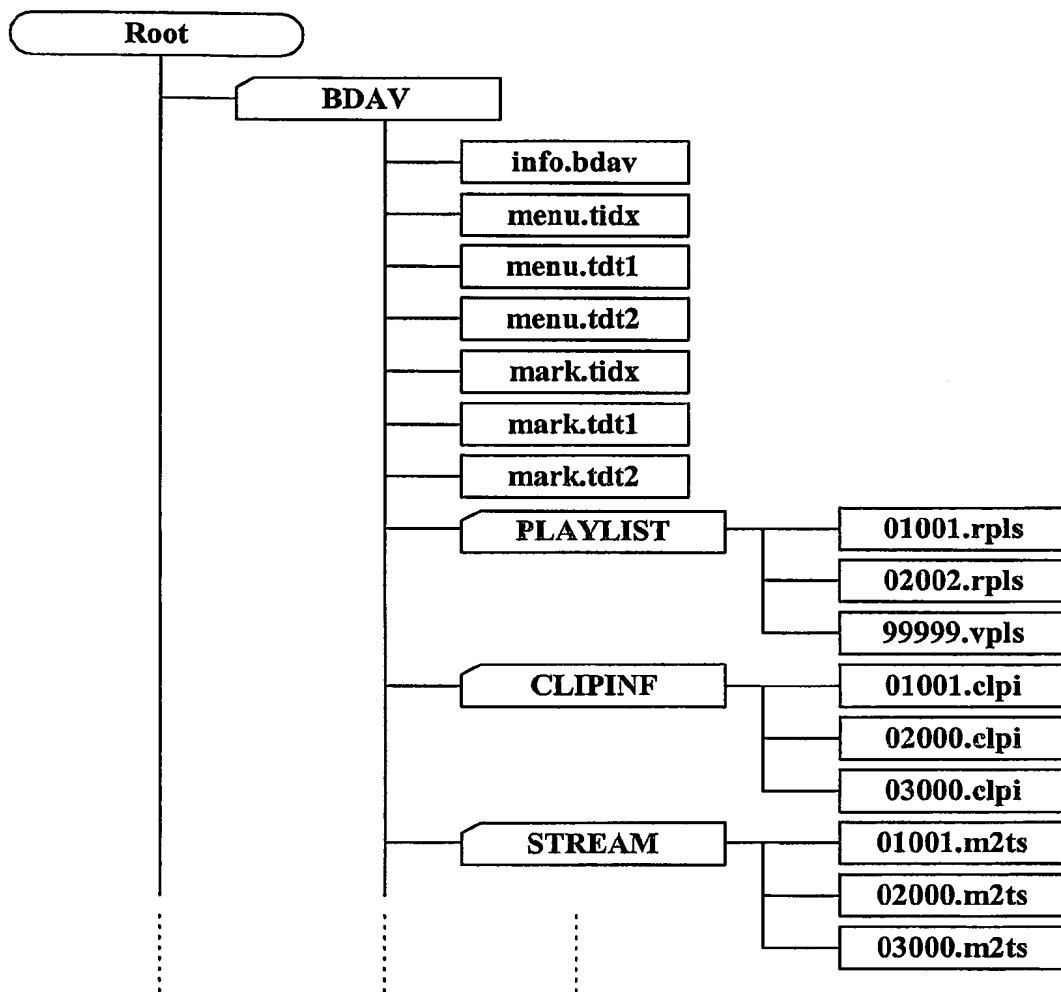 Root
BDAV
info.bdav
menu.tidx
menu.tdt1
menu.tdt2
mark.tidx
mark.tdt1
mark.tdt2
PLAYLIST
01001.rpls
02002.rpls
99999.vpls
CLIPINF
01001.clpi
02000.clpi
03000.clpi
STREAM
01001.m2ts
02000.m2ts
03000.m2ts